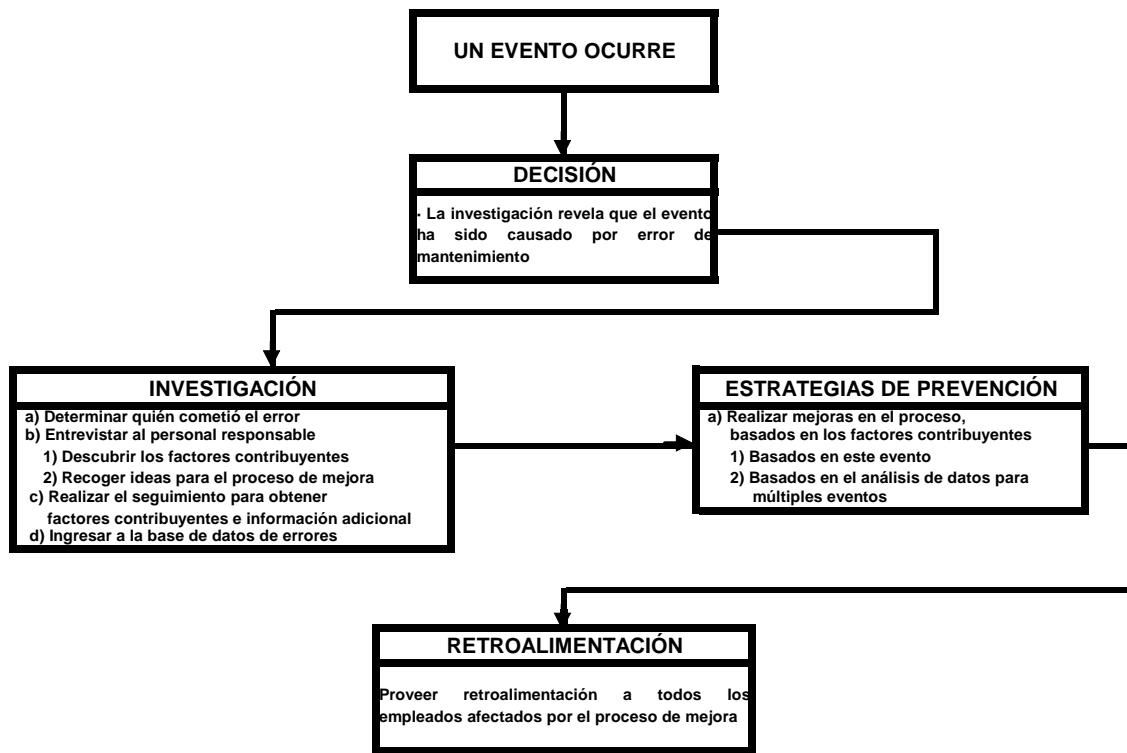 UN EVENTO OCURRE
DECISIÓN
· La investigación revela que el evento
ha sido causado por error de
mantenimiento
INVESTIGACIÓN
a) Determinar quién cometió el error
b) Entrevistar al personal responsable
1) Descubrir los factores contribuyentes
2) Recoger ideas para el proceso de mejora
c) Realizar el seguimiento para obtener
factores contribuyentes e información adicional
d) Ingresar a la base de datos de errores
ESTRATEGIAS DE PREVENCIÓN
a) Realizar mejoras en el proceso,
basados en los factores contribuyentes
1) Basados en este evento
2) Basados en el análisis de datos para
múltiples eventos
RETROALIMENTACIÓN
Proveer retroalimentación a todos los
empleados afectados por el proceso de mejora